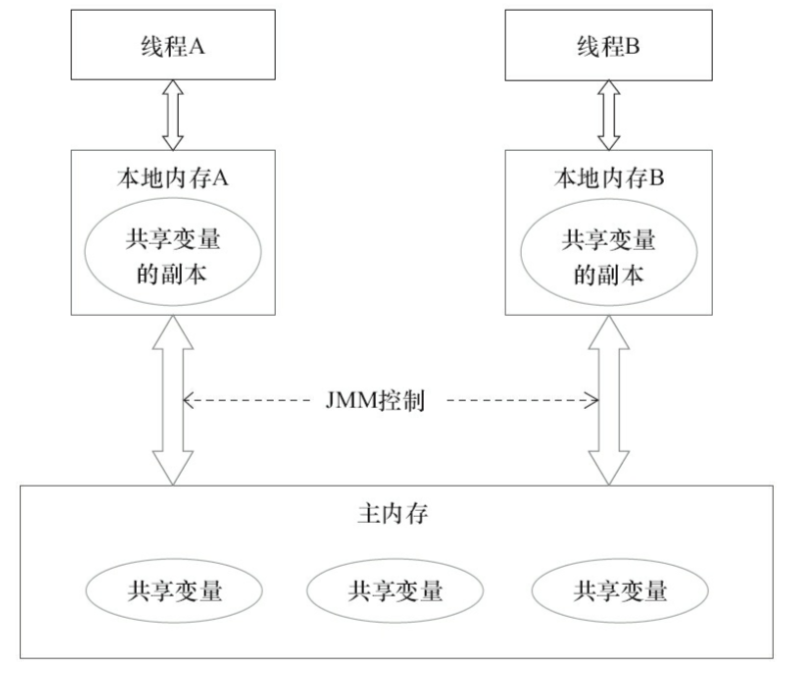 线程A
线程B
本地内存A
共享变量
的副本
本地内存B
共享变量
的副本
JMM控制
主内存
共享变量
共享变量
共享变量